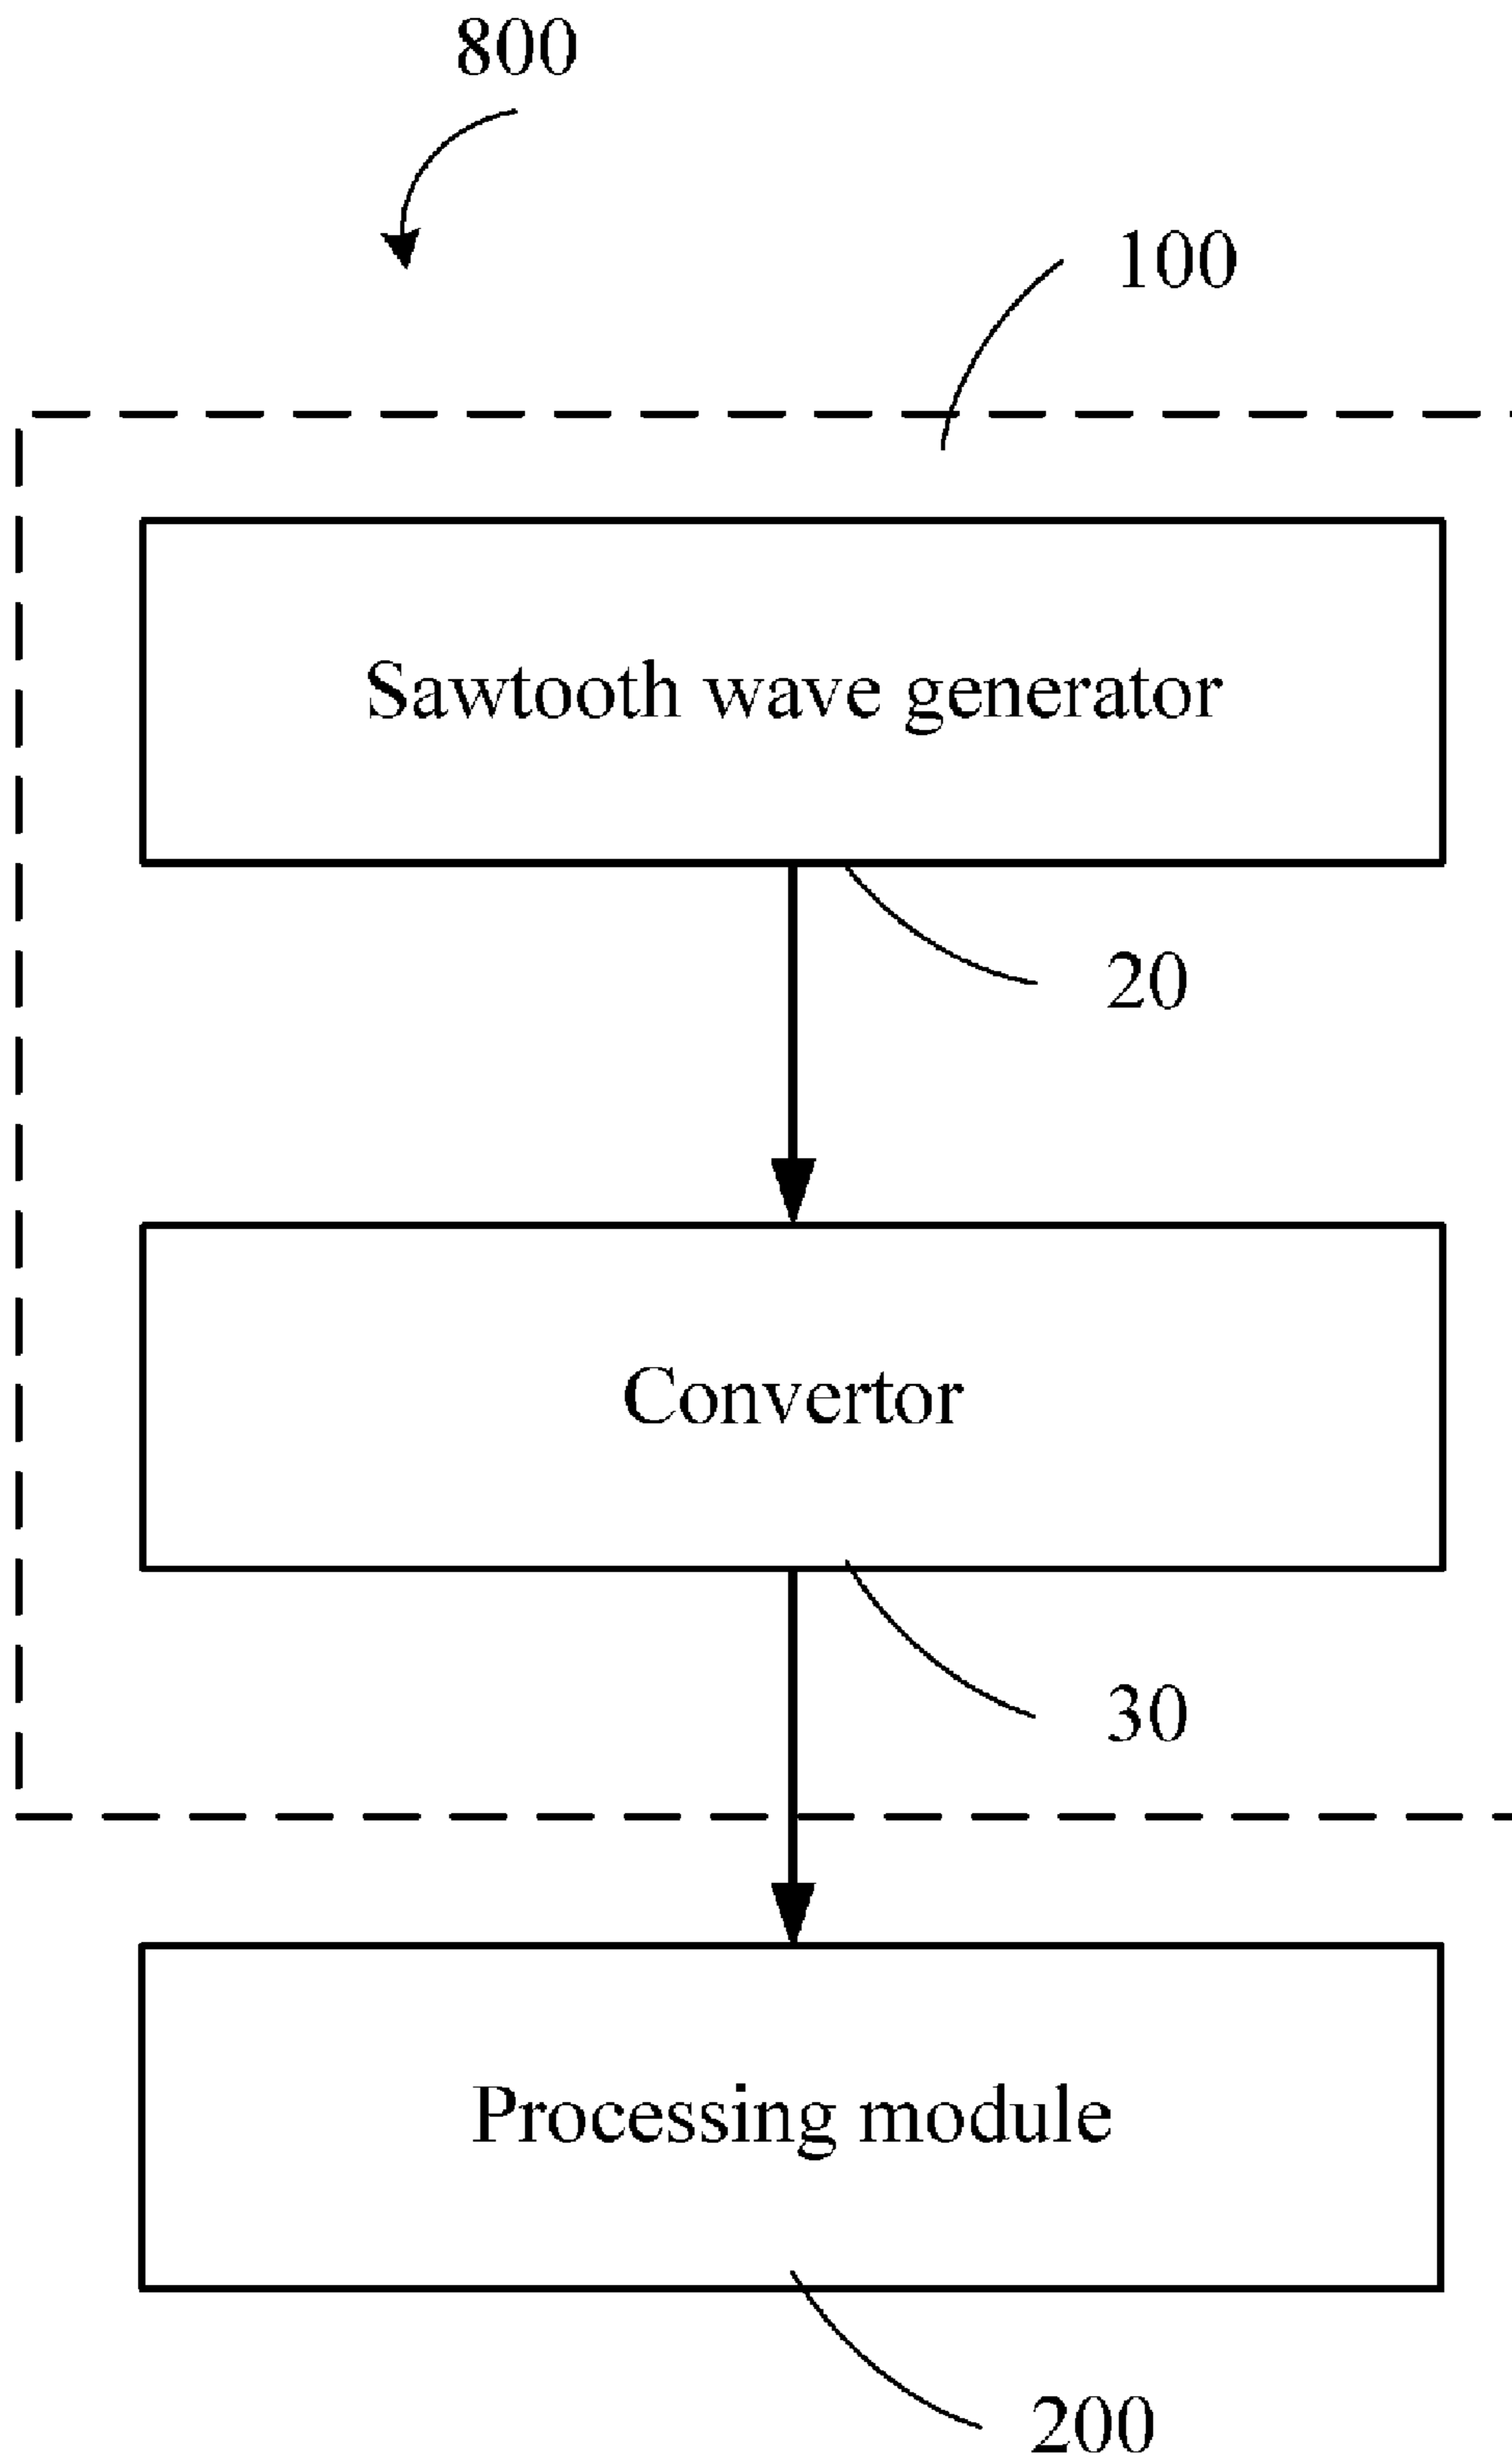 800
100
Sawtooth wave generator
20
Convertor
30
Processing module
200